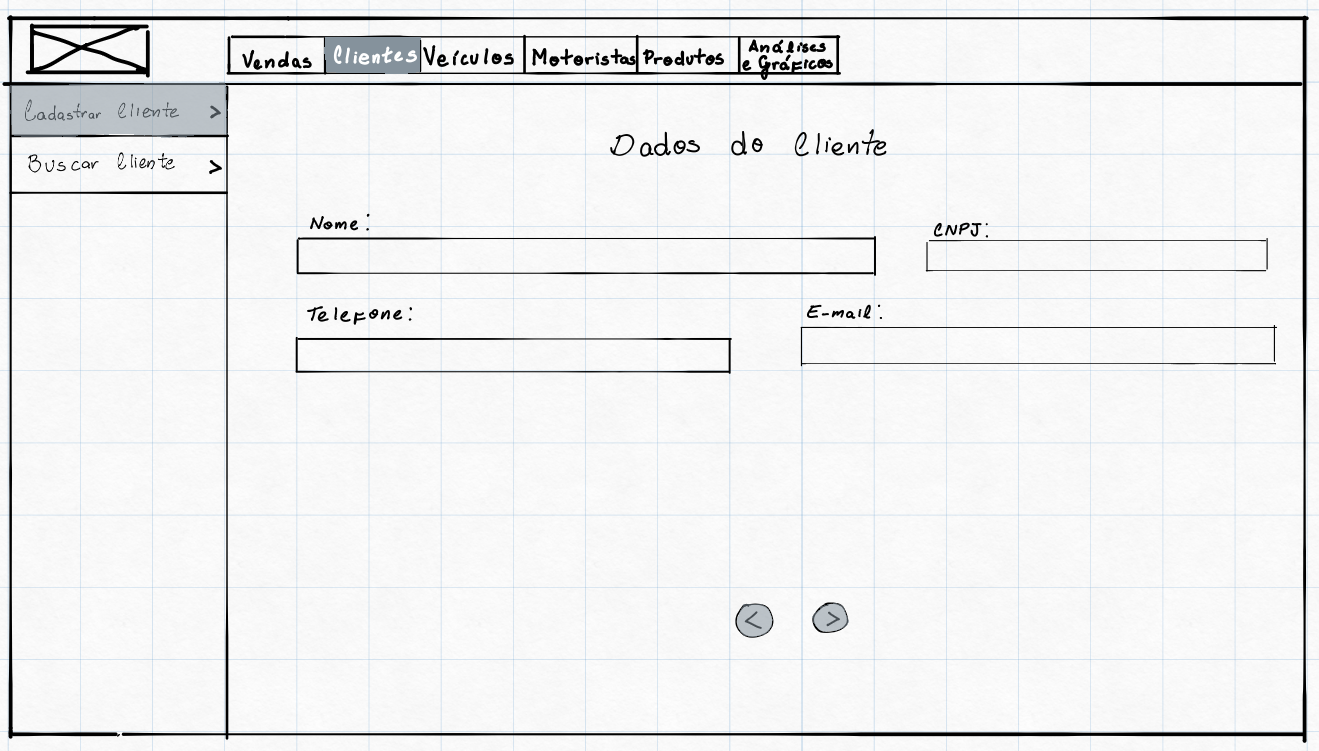 Vendas Clientes Veículos Motoristas Produtos Análises
e Gráficos
Cadastrar Cliente >
Buscar Cliente >
Dados do Cliente
Nome:
CNPJ:
Telefone:
E-mail:
< >